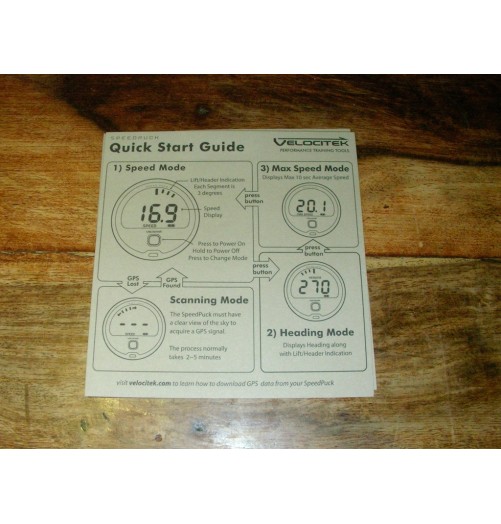 SPEEDPUCK
Quick Start Guide
VELOCITEK
PERFORMANCE TRAINING TOOLS
1) Speed Mode
Lift/Header Indication
Each Segment is
3 degrees
16.9
SPEED
Speed
Display
Press to Power On
Hold to Power Off
Press to Change Mode
press
button
3) Max Speed Mode
Displays Max 10 sec Average Speed
20.1
press
button
press
button
270
2) Heading Mode
Displays Heading along
with Lift/Header Indication
GPS
Lost
GPS
Found
Scanning Mode
The SpeedPuck must have
a clear view of the sky to
acquire a GPS signal.
The process normally
takes 2-5 minutes
- - -
SPEED
visit velocitek.com to learn how to download GPS data from your SpeedPuck